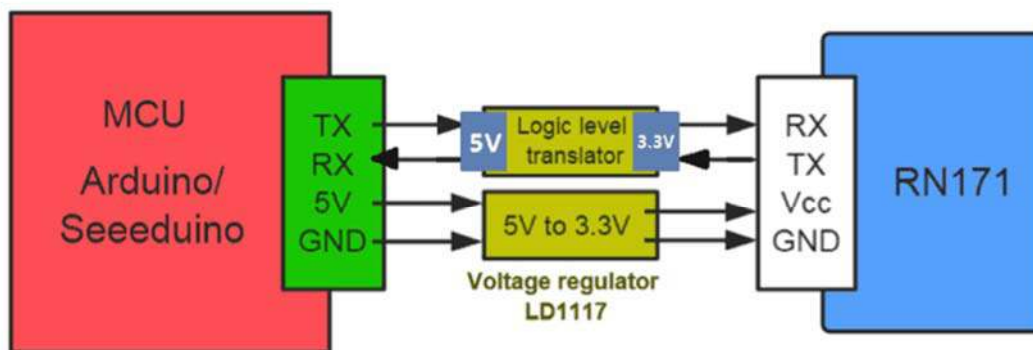 MCU
Arduino/
Seeeduino
TX
RX
5V
GND
5V
Logic level
translator
3.3V
5V to 3.3V
Voltage regulator
LD1117
RX
TX
Vcc
GND
RN171